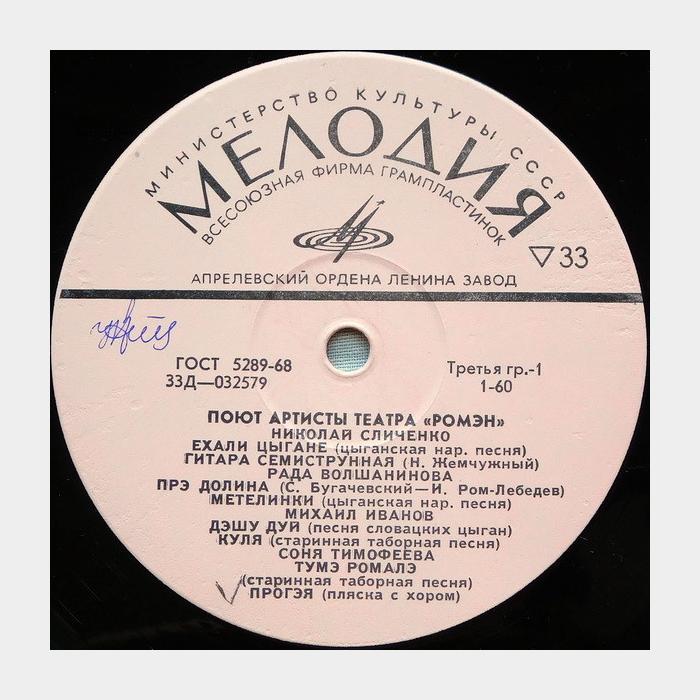 МИНИСТЕРСТВО КУЛЬТУРЫ СССР
МЕЛОДИЯ
ВСЕСОЮЗНАЯ ФИРМА ГРАМПЛАСТИНОК
▽33
АПРЕЛЕВСКИЙ ОРДЕНА ЛЕНИНА ЗАВОД
ГОСТ 5289-68
Третья гр.-1
33Д—032579
1-60
ПОЮТ АРТИСТЫ ТЕАТРА «РОМЭН»
НИКОЛАЙ СЛИЧЕНКО
ЕХАЛИ ЦЫГАНЕ (цыганская нар. песня)
ГИТАРА СЕМИСТРУННАЯ (Н. Жемчужный)
РАДА ВОЛШАНИНОВА
ПРЭ ДОЛИНА (С. Бугачевский—И. Ром-Лебедев)
МЕТЕЛИНКИ (цыганская нар. песня)
МИХАИЛ ИВАНОВ
ДЭШУ ДУЙ (песня словацких цыган)
КУЛЯ (старинная таборная песня)
СОНЯ ТИМОФЕЕВА
ТУМЭ РОМАЛЭ
(старинная таборная песня)
ПРОГЭЯ (пляска с хором)